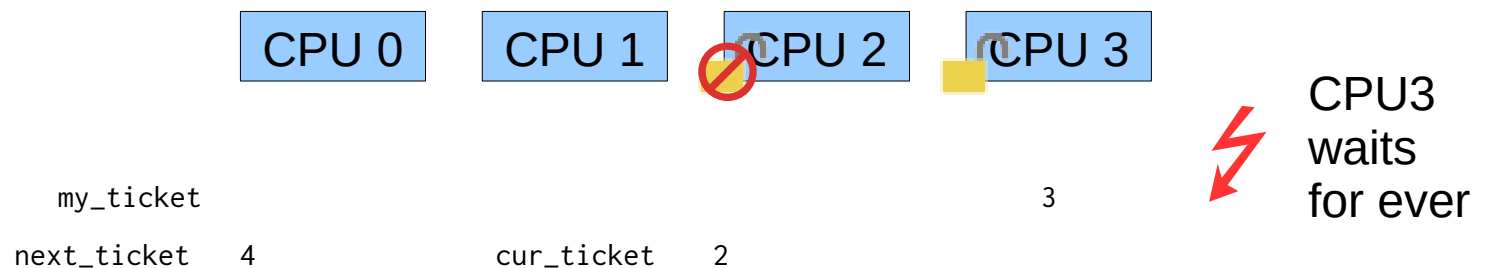 CPU 0 CPU 1 CPU 2 CPU 3
CPU3
waits
for ever
my_ticket 3
next_ticket 4 cur_ticket 2